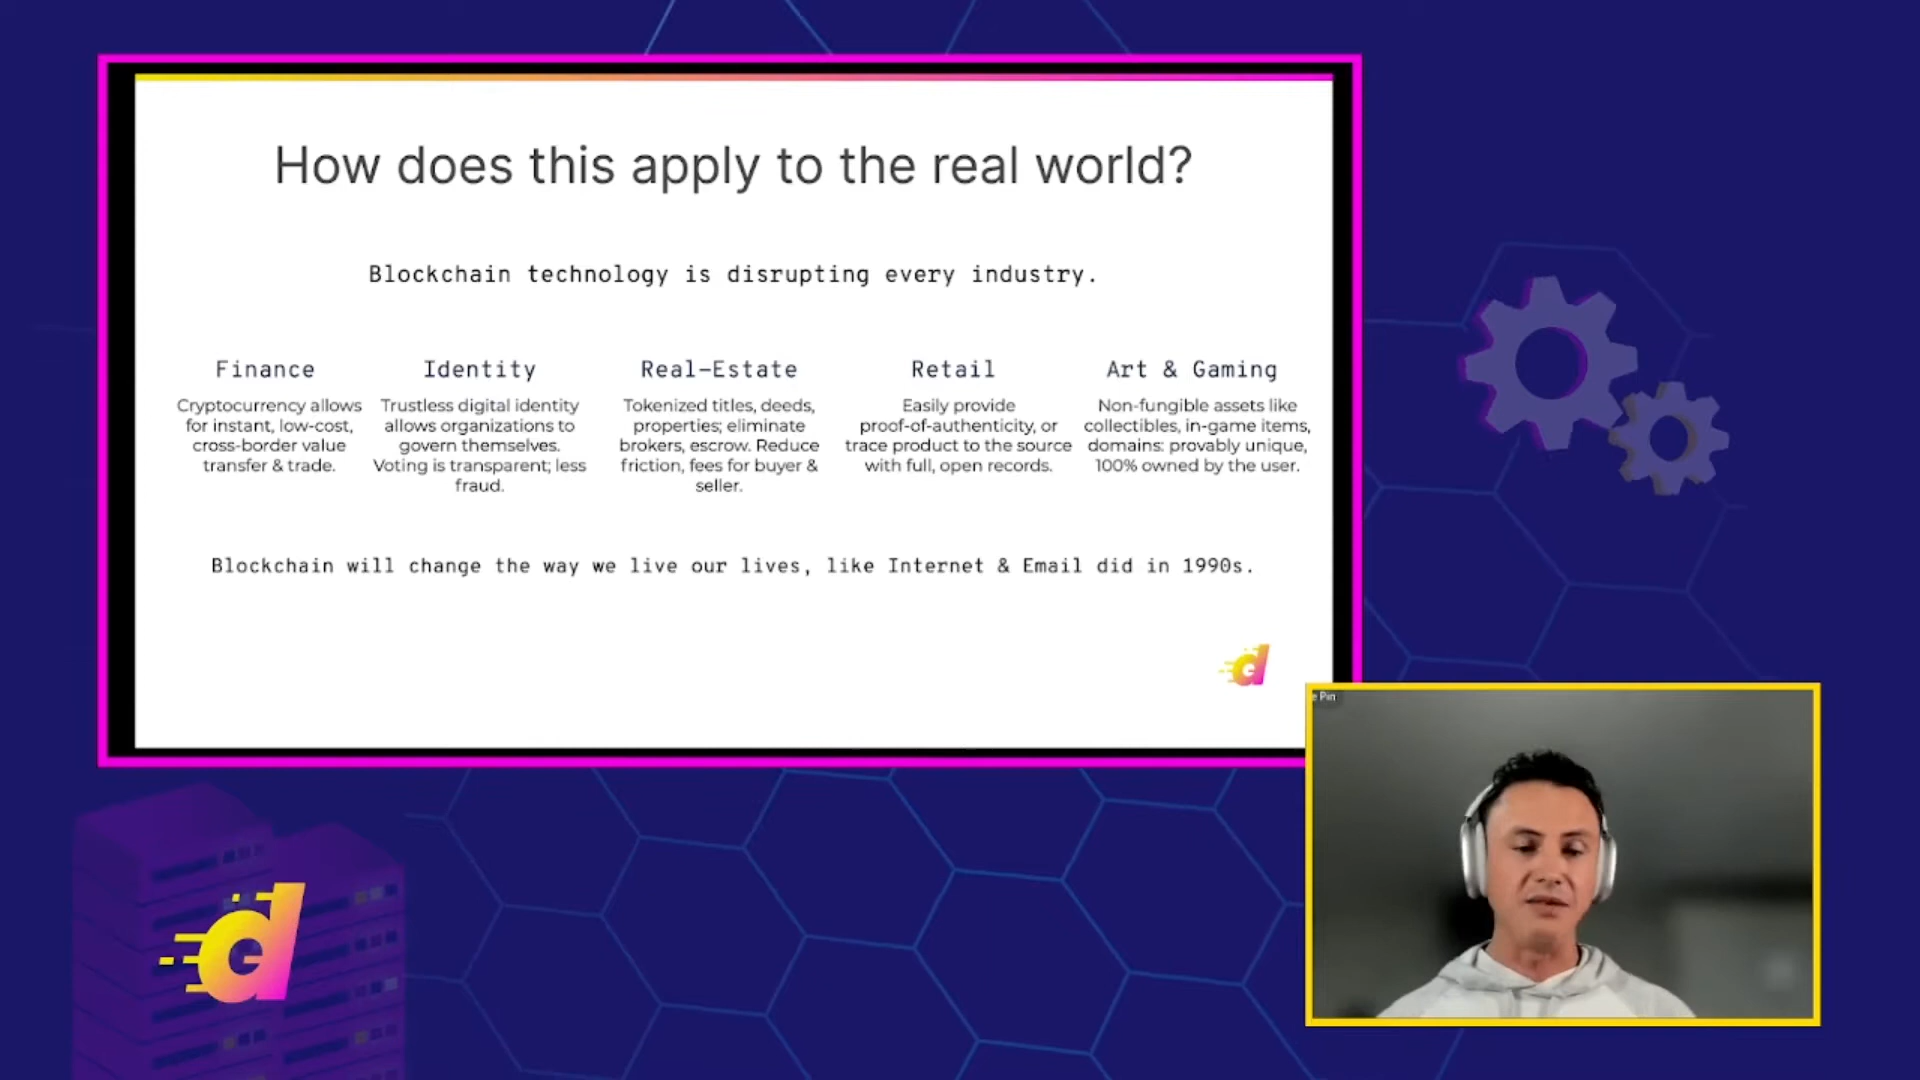 How does this apply to the real world?
Blockchain technology is disrupting every industry.
Finance
Cryptocurrency allows
for instant, low-cost,
cross-border value
transfer & trade.
Identity
Trustless digital identity
allows organizations to
govern themselves.
Voting is transparent; less
fraud.
Real-Estate
Tokenized titles, deeds,
properties; eliminate
brokers, escrow. Reduce
friction, fees for buyer &
seller.
Retail
Easily provide
proof-of-authenticity, or
trace product to the source
with full, open records.
Art & Gaming
Non-fungible assets like
collectibles, in-game items,
domains: provably unique,
100% owned by the user.
Blockchain will change the way we live our lives, like Internet & Email did in 1990s.
d
e Pin
d